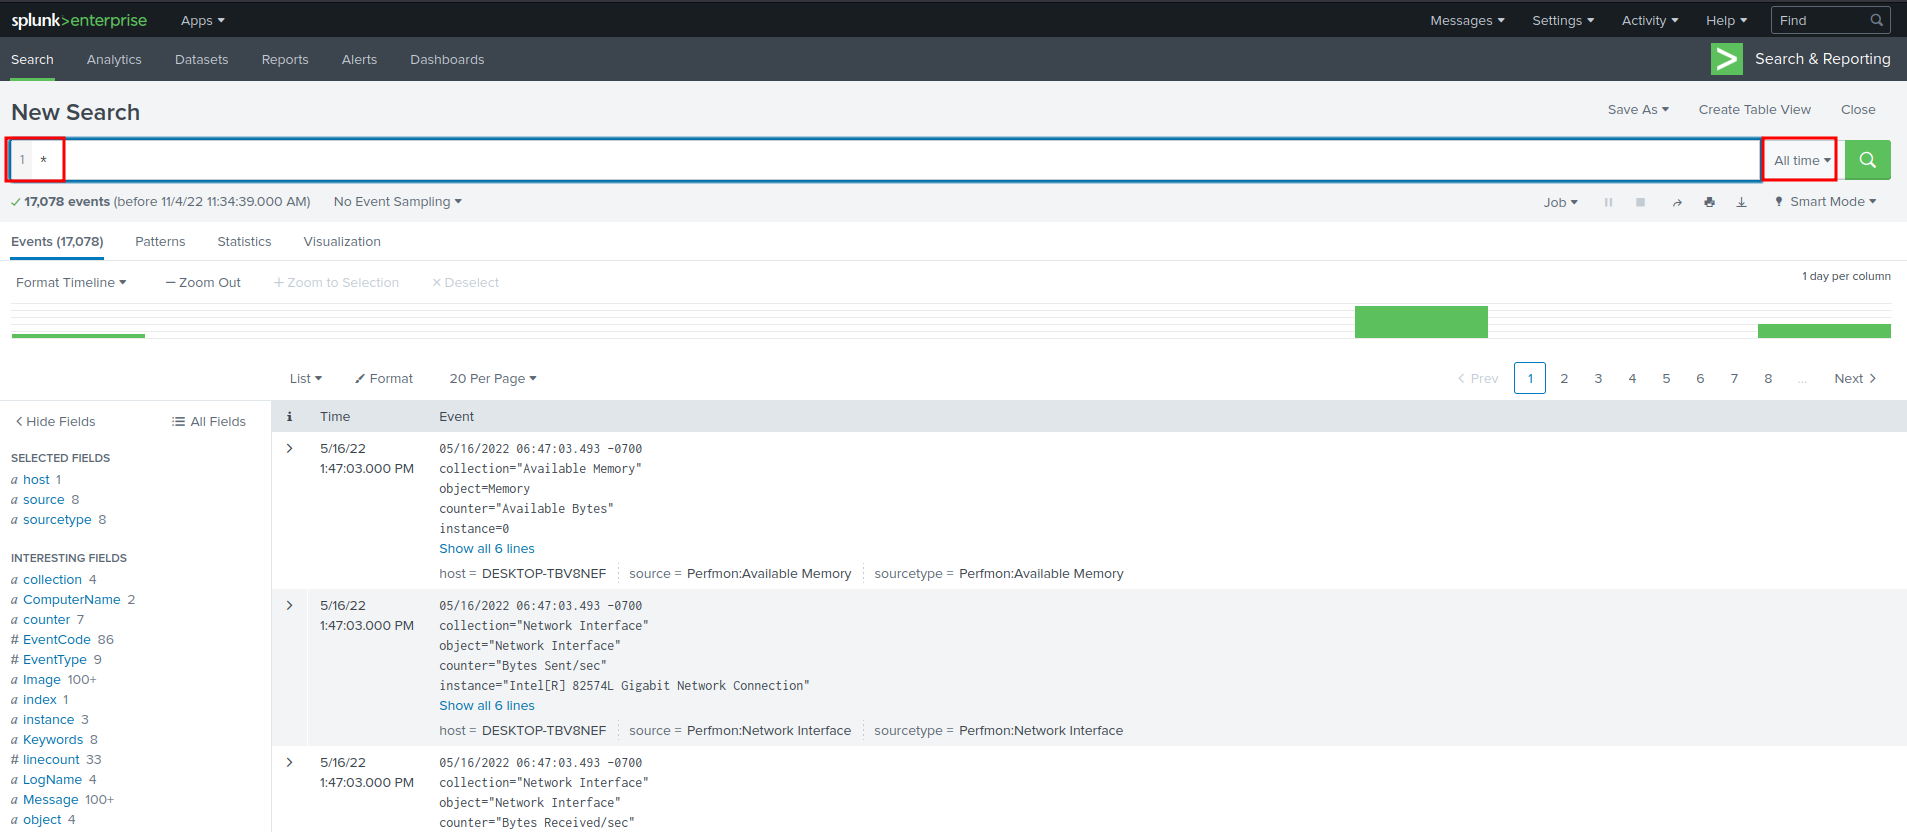 splunk>enterprise Apps Messages Settings Activity Help Find
Search Analytics Datasets Reports Alerts Dashboards Search & Reporting
New Search Save As Create Table View Close
1 * All time
17,078 events (before 11/4/22 11:34:39.000 AM) No Event Sampling Job Smart Mode
Events (17,078) Patterns Statistics Visualization
Format Timeline — Zoom Out + Zoom to Selection × Deselect 1 day per column
List Format 20 Per Page < Prev 1 2 3 4 5 6 7 8 ... Next >
< Hide Fields All Fields i Time Event
SELECTED FIELDS
a host 1
a source 8
a sourcetype 8
INTERESTING FIELDS
a collection 4
a ComputerName 2
a counter 7
# EventCode 86
# EventType 9
a Image 100+
a index 1
a instance 3
a Keywords 8
# linecount 33
a LogName 4
a Message 100+
a object 4
> 5/16/22 05/16/2022 06:47:03.493 -0700
1:47:03.000 PM collection="Available Memory"
object=Memory
counter="Available Bytes"
instance=0
Show all 6 lines
host = DESKTOP-TBV8NEF source = Perfmon:Available Memory sourcetype = Perfmon:Available Memory
> 5/16/22 05/16/2022 06:47:03.493 -0700
1:47:03.000 PM collection="Network Interface"
object="Network Interface"
counter="Bytes Sent/sec"
instance="Intel[R] 82574L Gigabit Network Connection"
Show all 6 lines
host = DESKTOP-TBV8NEF source = Perfmon:Network Interface sourcetype = Perfmon:Network Interface
> 5/16/22 05/16/2022 06:47:03.493 -0700
1:47:03.000 PM collection="Network Interface"
object="Network Interface"
counter="Bytes Received/sec"